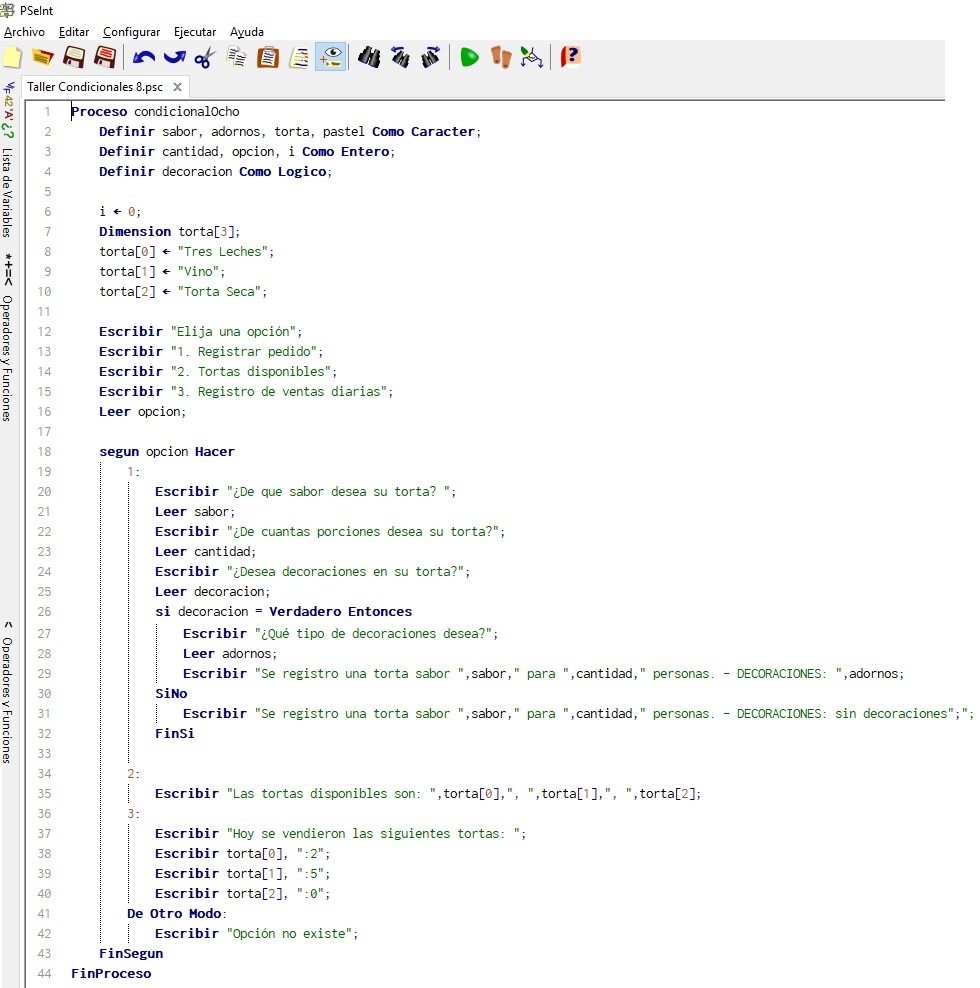 PSeInt
Archivo Editar Configurar Ejecutar Ayuda
Taller Condicionales 8.psc X
Lista de Variables
Operadores y Funciones
Operadores y Funciones
1 Proceso condicionalOcho
2 Definir sabor, adornos, torta, pastel Como Caracter;
3 Definir cantidad, opcion, i Como Entero;
4 Definir decoracion Como Logico;
5
6 i ← 0;
7 Dimension torta[3];
8 torta[0] ← "Tres Leches";
9 torta[1] ← "Vino";
10 torta[2] ← "Torta Seca";
11
12 Escribir "Elija una opción";
13 Escribir "1. Registrar pedido";
14 Escribir "2. Tortas disponibles";
15 Escribir "3. Registro de ventas diarias";
16 Leer opcion;
17
18 segun opcion Hacer
19 1:
20 Escribir "¿De que sabor desea su torta? ";
21 Leer sabor;
22 Escribir "¿De cuantas porciones desea su torta?";
23 Leer cantidad;
24 Escribir "¿Desea decoraciones en su torta?";
25 Leer decoracion;
26 si decoracion = Verdadero Entonces
27 Escribir "¿Qué tipo de decoraciones desea?";
28 Leer adornos;
29 Escribir "Se registro una torta sabor ",sabor," para ",cantidad," personas. - DECORACIONES: ",adornos;
30 SiNo
31 Escribir "Se registro una torta sabor ",sabor," para ",cantidad," personas. - DECORACIONES: sin decoraciones";";
32 FinSi
33
34 2:
35 Escribir "Las tortas disponibles son: ",torta[0],", ",torta[1],", ",torta[2];
36 3:
37 Escribir "Hoy se vendieron las siguientes tortas: ";
38 Escribir torta[0], ":2";
39 Escribir torta[1], ":5";
40 Escribir torta[2], ":0";
41 De Otro Modo:
42 Escribir "Opción no existe";
43 FinSegun
44 FinProceso